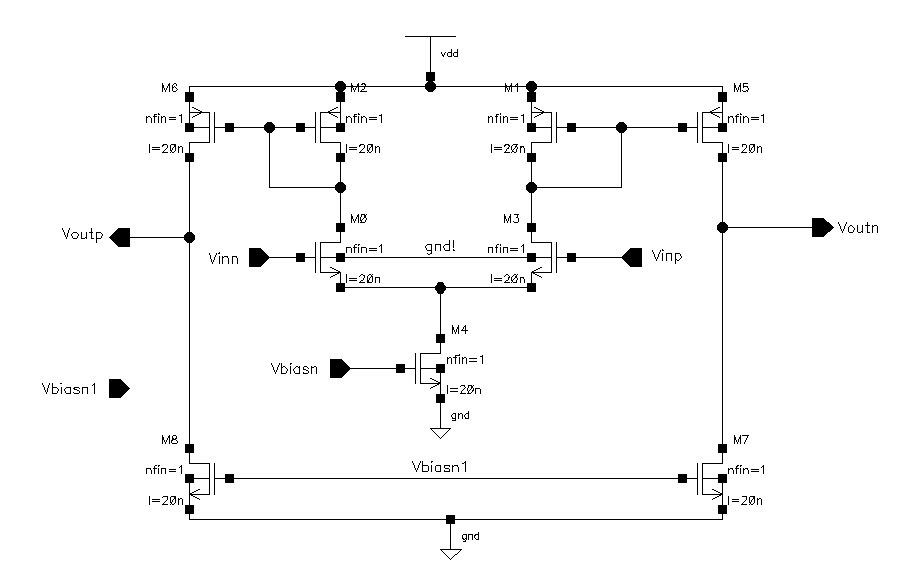 vdd
M6
M2
M1
M5
nfin=1
nfin=1
nfin=1
nfin=1
l=20n
l=20n
l=20n
l=20n
M0
M3
Voutp
Voutn
Vinn
nfin=1
gnd!
nfin=1
Vinp
l=20n
l=20n
M4
nfin=1
Vbiasn
l=20n
Vbiasn1
gnd
M8
M7
nfin=1
Vbiasn1
nfin=1
l=20n
l=20n
gnd